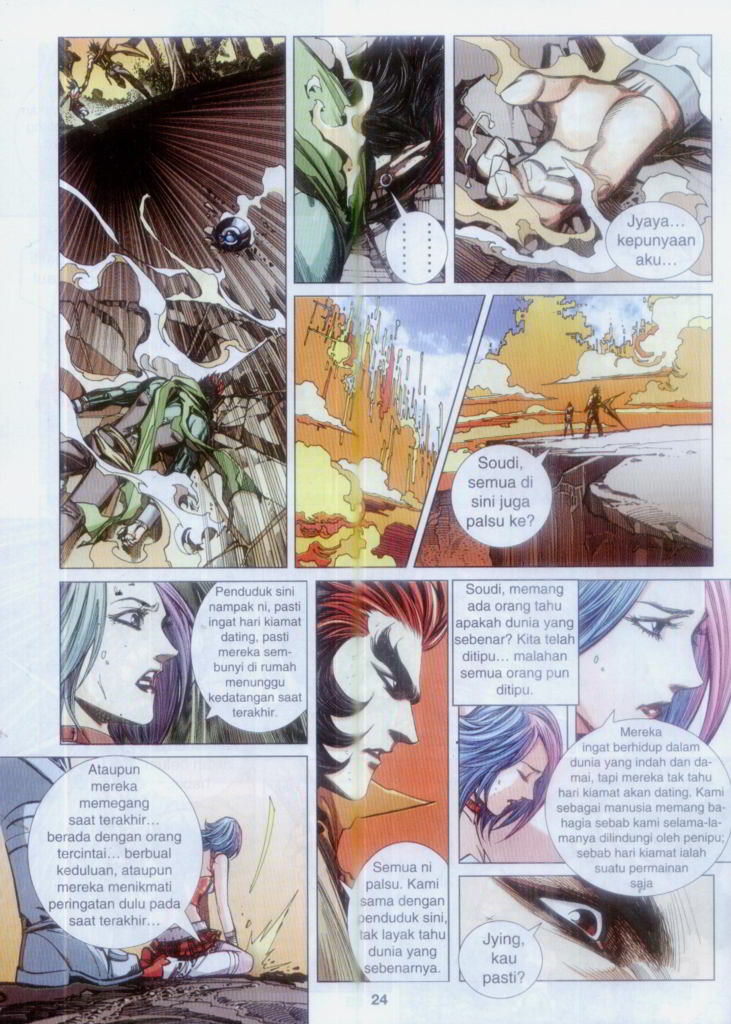 Jyaya...
kepunyaan
aku...
Soudi,
semua di
sini juga
palsu ke?
Penduduk sini
nampak ni, pasti
ingat hari kiamat
dating, pasti
mereka sem-
bunyi di rumah
menunggu
kedatangan saat
terakhir.
Soudi, memang
ada orang tahu
apakah dunia yang
sebenar? Kita telah
ditipu... malahan
semua orang pun
ditipu.
Mereka
ingat berhidup dalam
dunia yang indah dan da-
mai, tapi mereka tak tahu
hari kiamat akan dating. Kami
sebagai manusia memang ba-
hagia sebab kami selama-la-
manya dilindungi oleh penipu;
sebab hari kiamat ialah
suatu permainan
saja
Ataupun
mereka
memegang
saat terakhir...
berada dengan orang
tercintai... berbual
keduluan, ataupun
mereka menikmati
peringatan dulu pada
saat terakhir...
Semua ni
palsu. Kami
sama dengan
penduduk sini,
tak layak tahu
dunia yang
sebenarnya.
Jying,
kau
pasti?
24